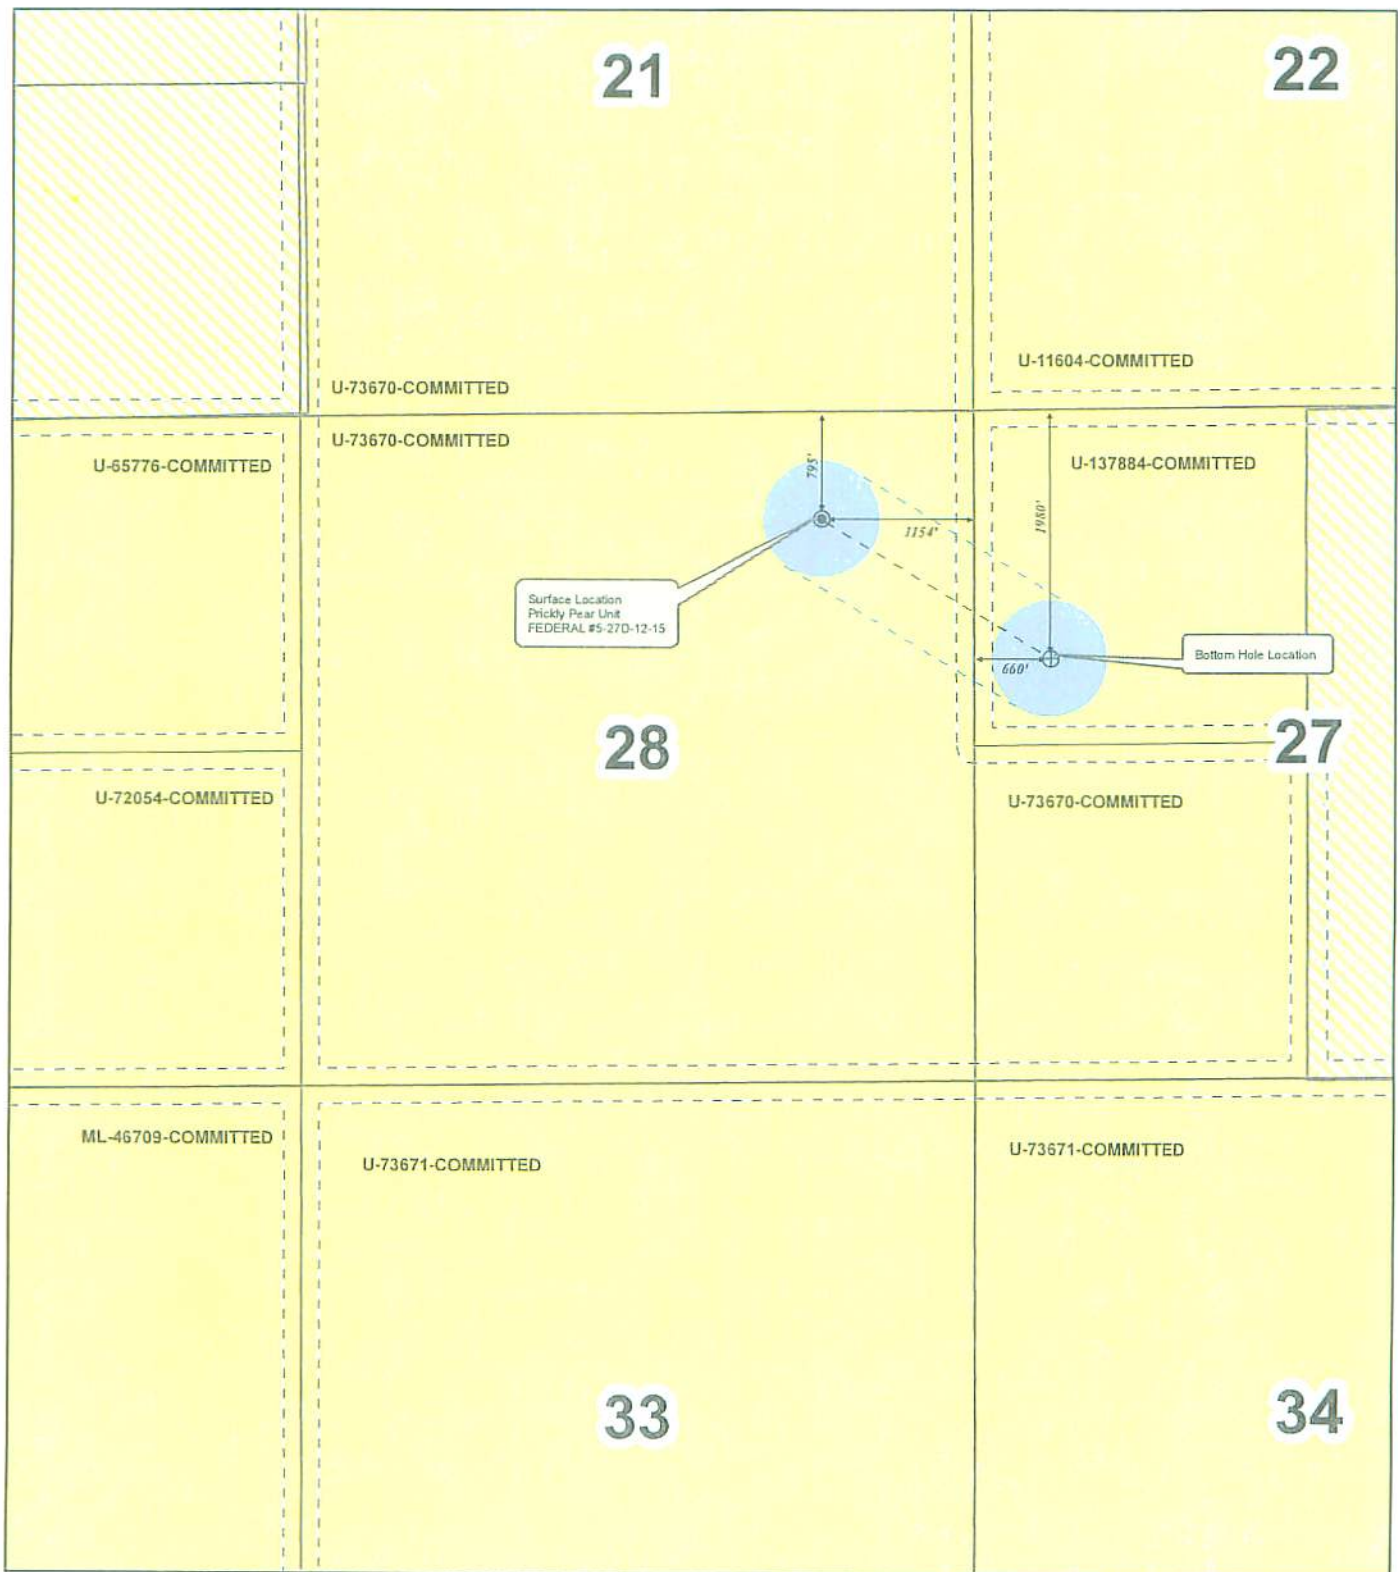 21
22
U-11604-COMMITTED
U-73670-COMMITTED
U-73670-COMMITTED
U-65776-COMMITTED
U-137884-COMMITTED
795'
1154'
1980'
Surface Location
Prickly Pear Unit
FEDERAL #5-27D-12-15
Bottom Hole Location
660'
28
27
U-72054-COMMITTED
U-73670-COMMITTED
ML-46709-COMMITTED
U-73671-COMMITTED
U-73671-COMMITTED
33
34